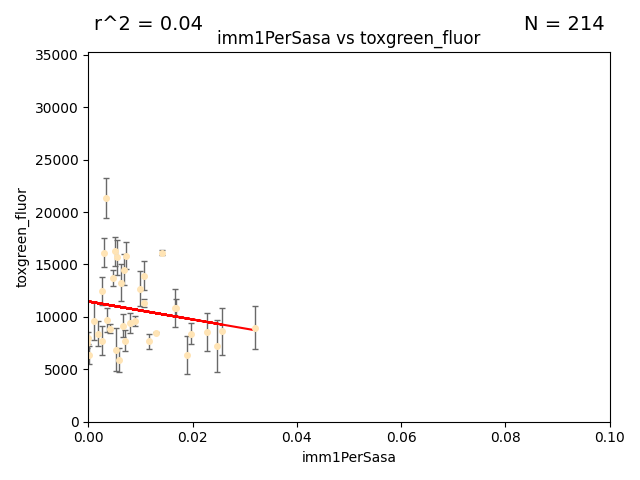 r^2 = 0.04
N = 214
imm1PerSasa vs toxgreen_fluor
35000
30000
25000
20000
15000
10000
5000
0
toxgreen_fluor
0.00
0.02
0.04
0.06
0.08
0.10
imm1PerSasa